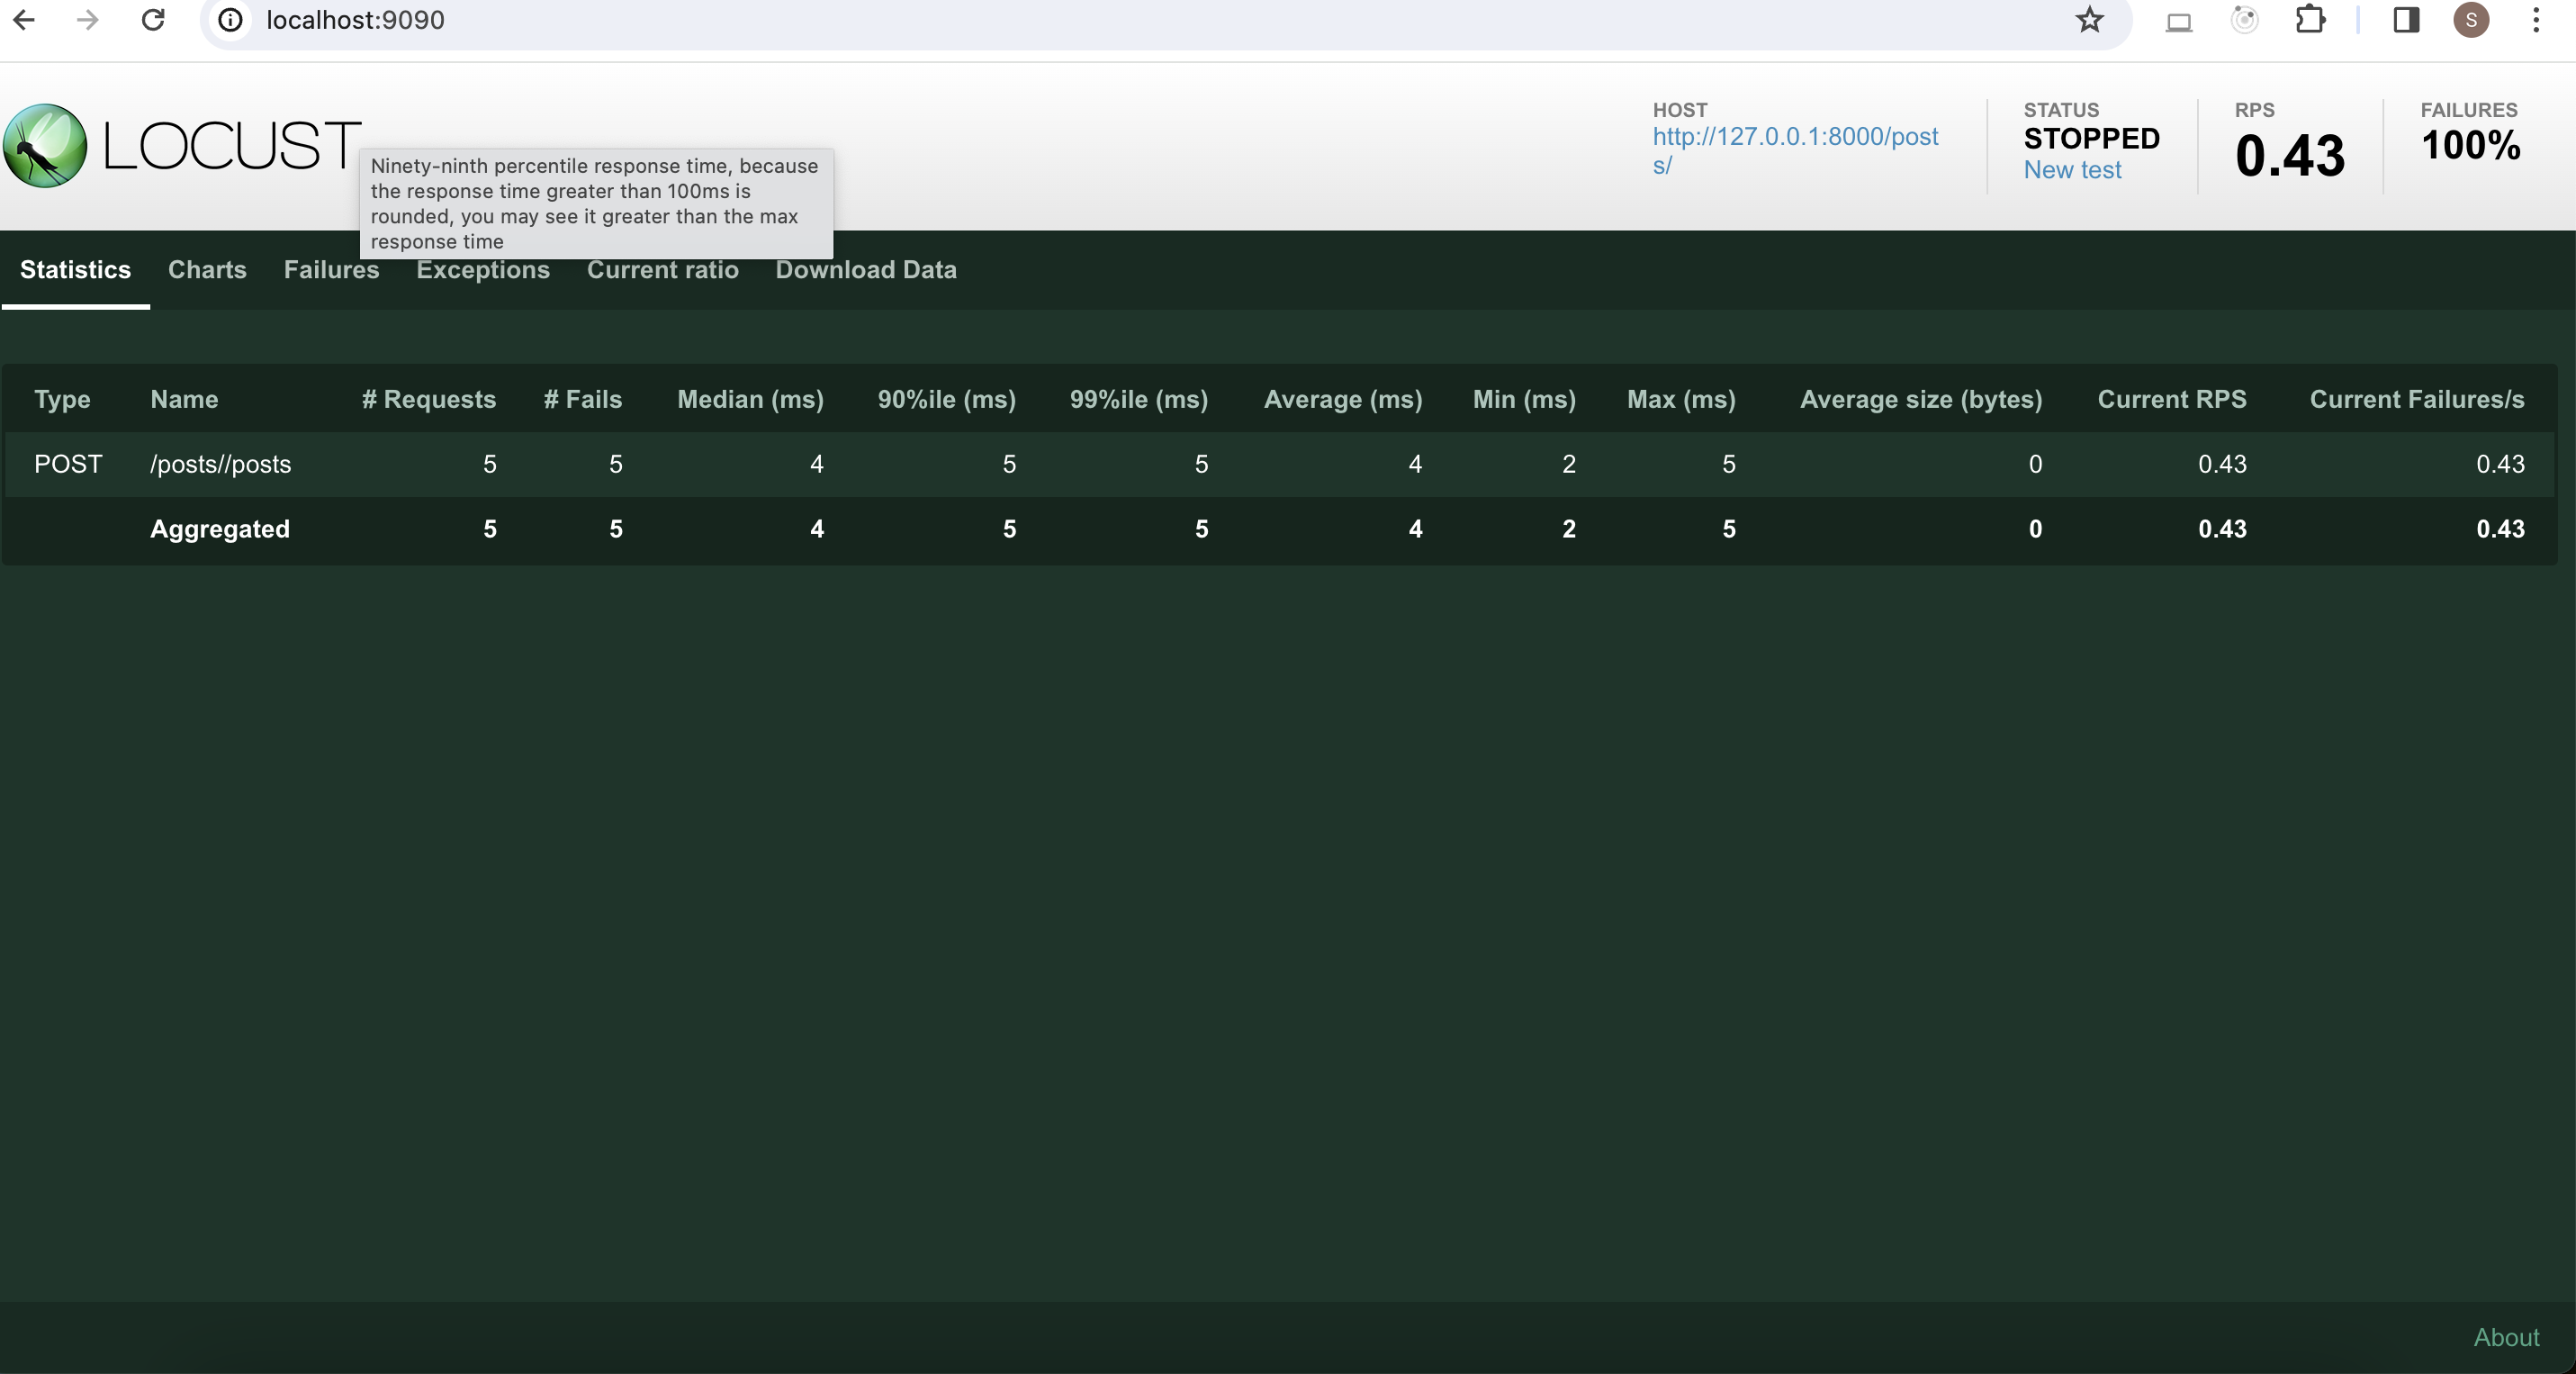 localhost:9090
S
LOCUST
HOST
http://127.0.0.1:8000/post
s/
STATUS
STOPPED
New test
RPS
0.43
FAILURES
100%
Ninety-ninth percentile response time, because
the response time greater than 100ms is
rounded, you may see it greater than the max
response time
Statistics Charts Failures Exceptions Current ratio Download Data
Type Name # Requests # Fails Median (ms) 90%ile (ms) 99%ile (ms) Average (ms) Min (ms) Max (ms) Average size (bytes) Current RPS Current Failures/s
POST /posts//posts 5 5 4 5 5 4 2 5 0 0.43 0.43
Aggregated 5 5 4 5 5 4 2 5 0 0.43 0.43
About